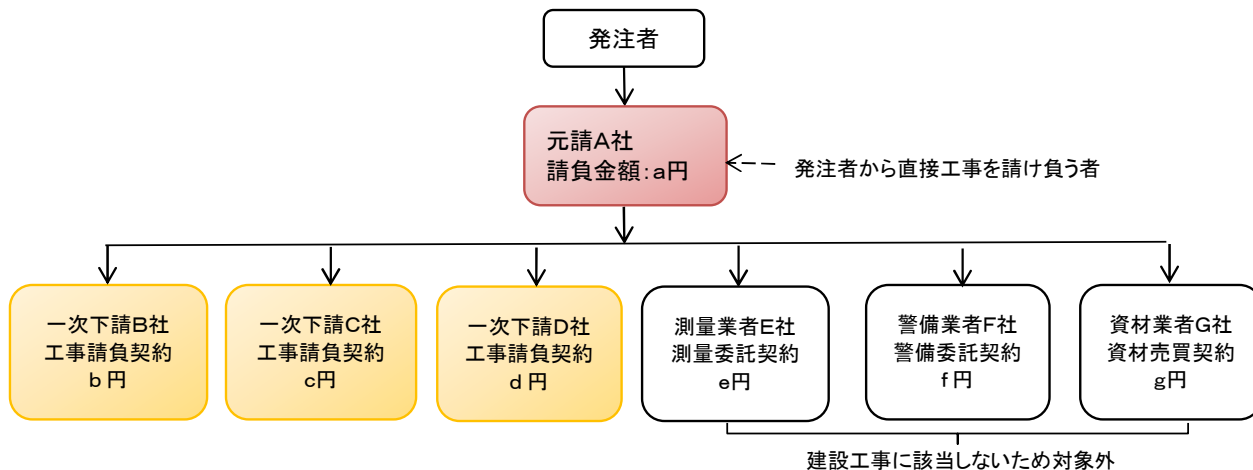 発注者
元請A社
請負金額：a円
発注者から直接工事を請け負う者
一次下請B社
工事請負契約
b円
一次下請C社
工事請負契約
c円
一次下請D社
工事請負契約
d円
測量業者E社
測量委託契約
e円
警備業者F社
警備委託契約
f円
資材業者G社
資材売買契約
g円
建設工事に該当しないため対象外